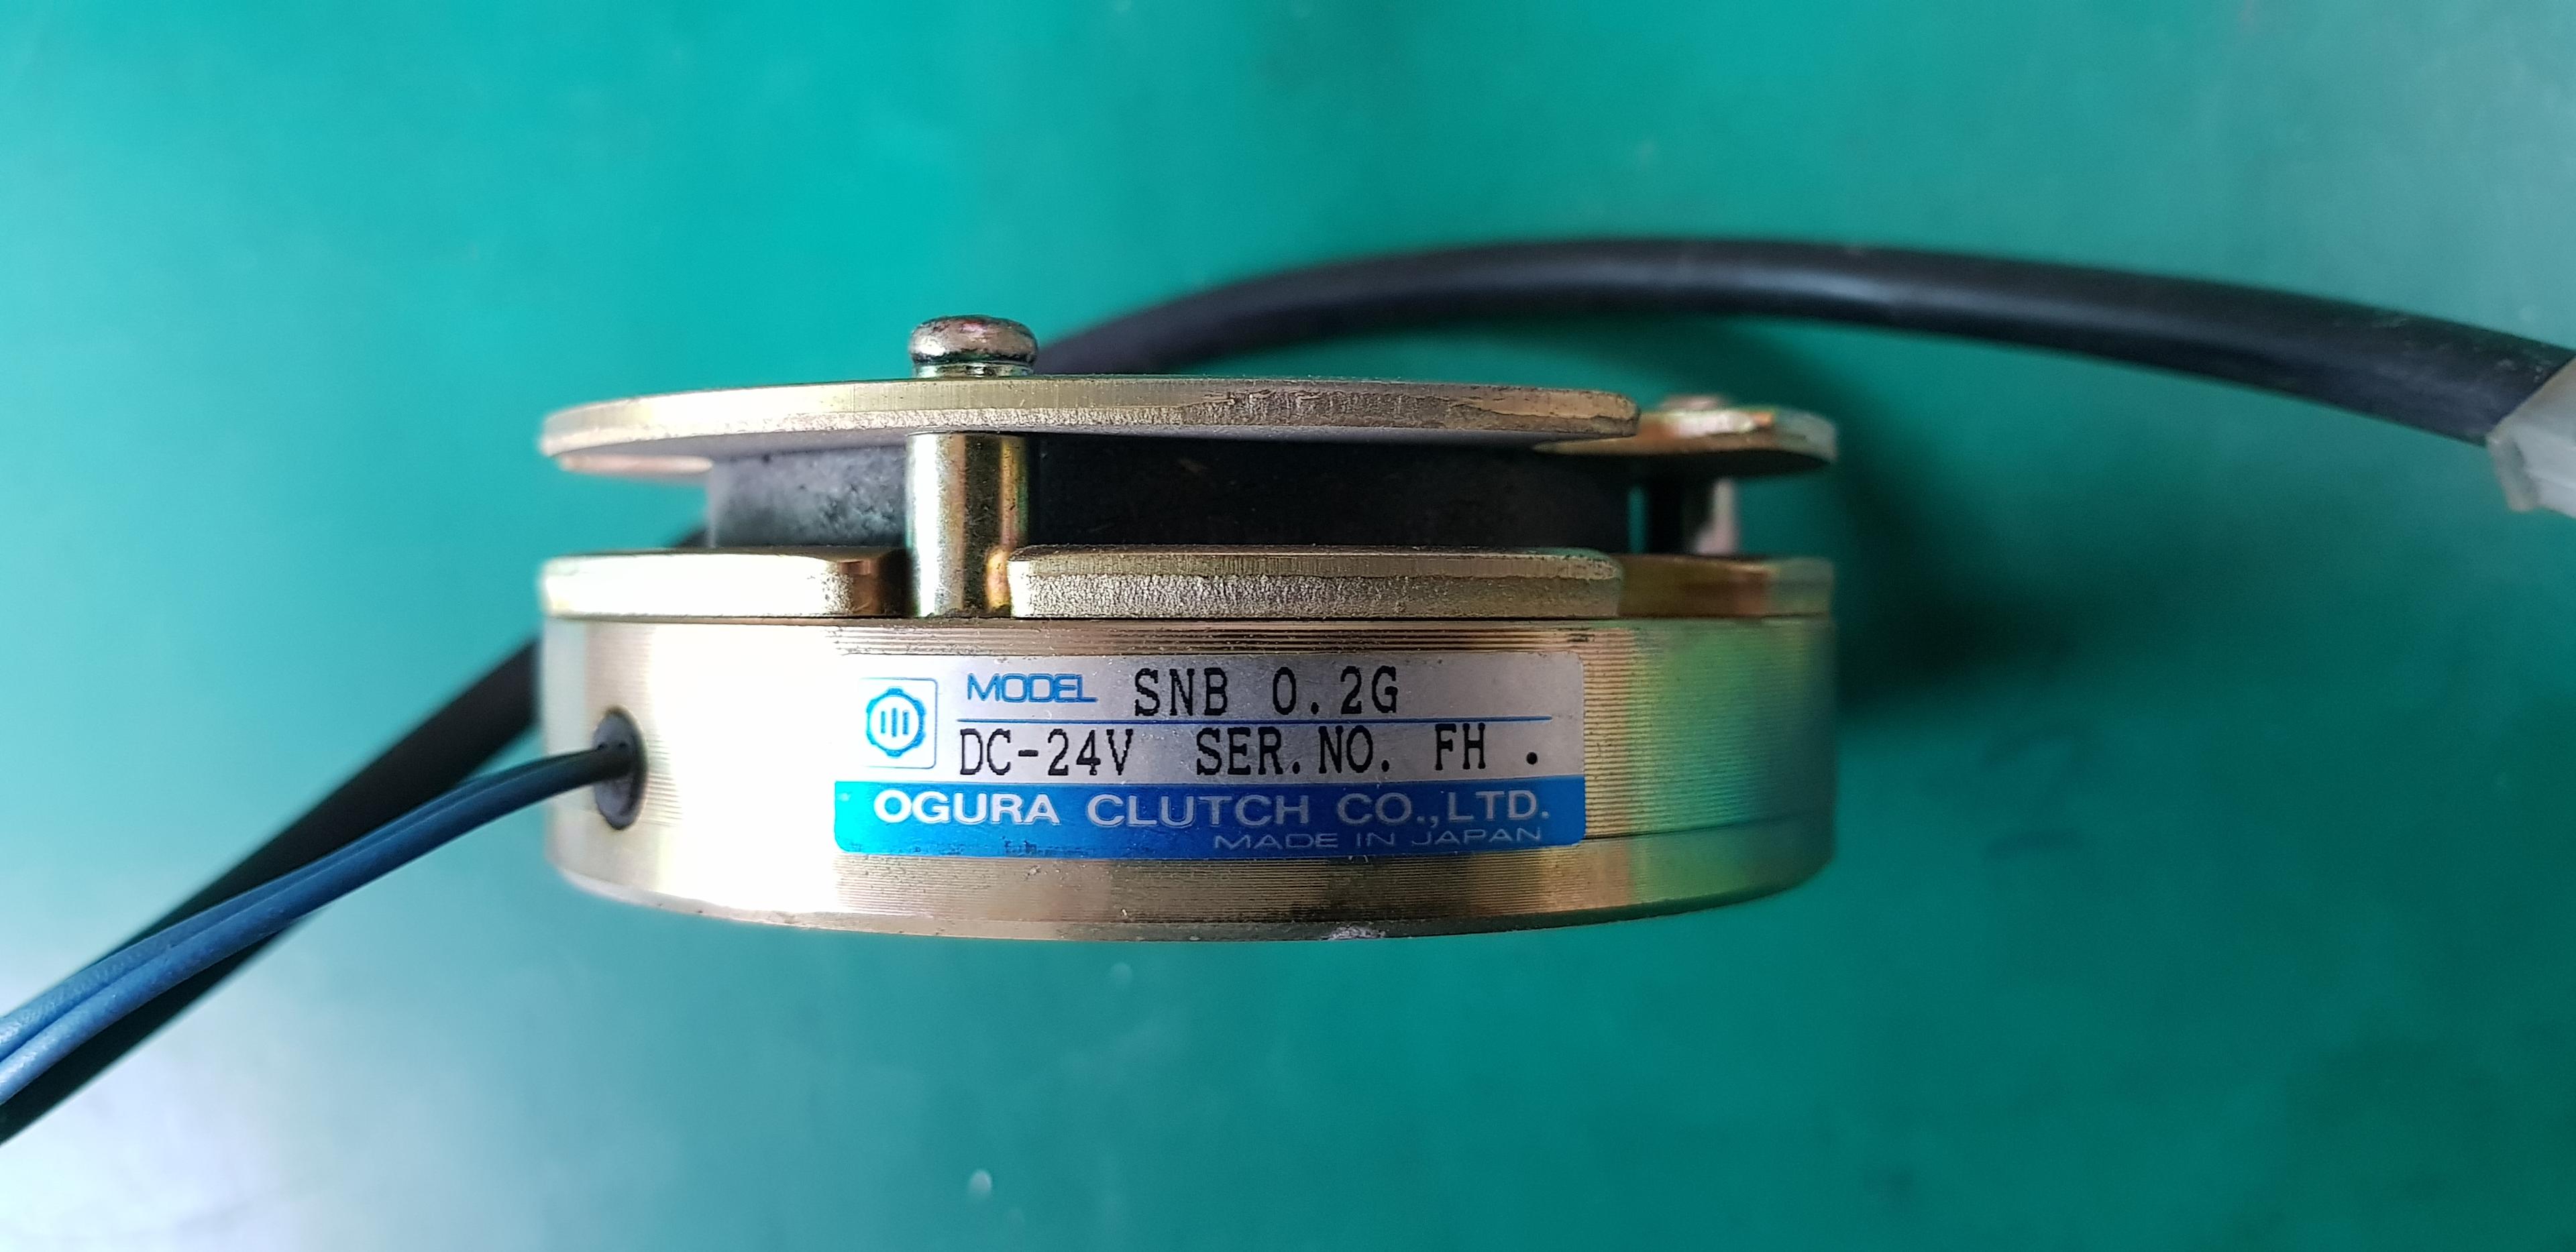 MODEL SNB 0.2G
DC-24V SER.NO. FH .
OGURA CLUTCH CO.,LTD.
MADE IN JAPAN